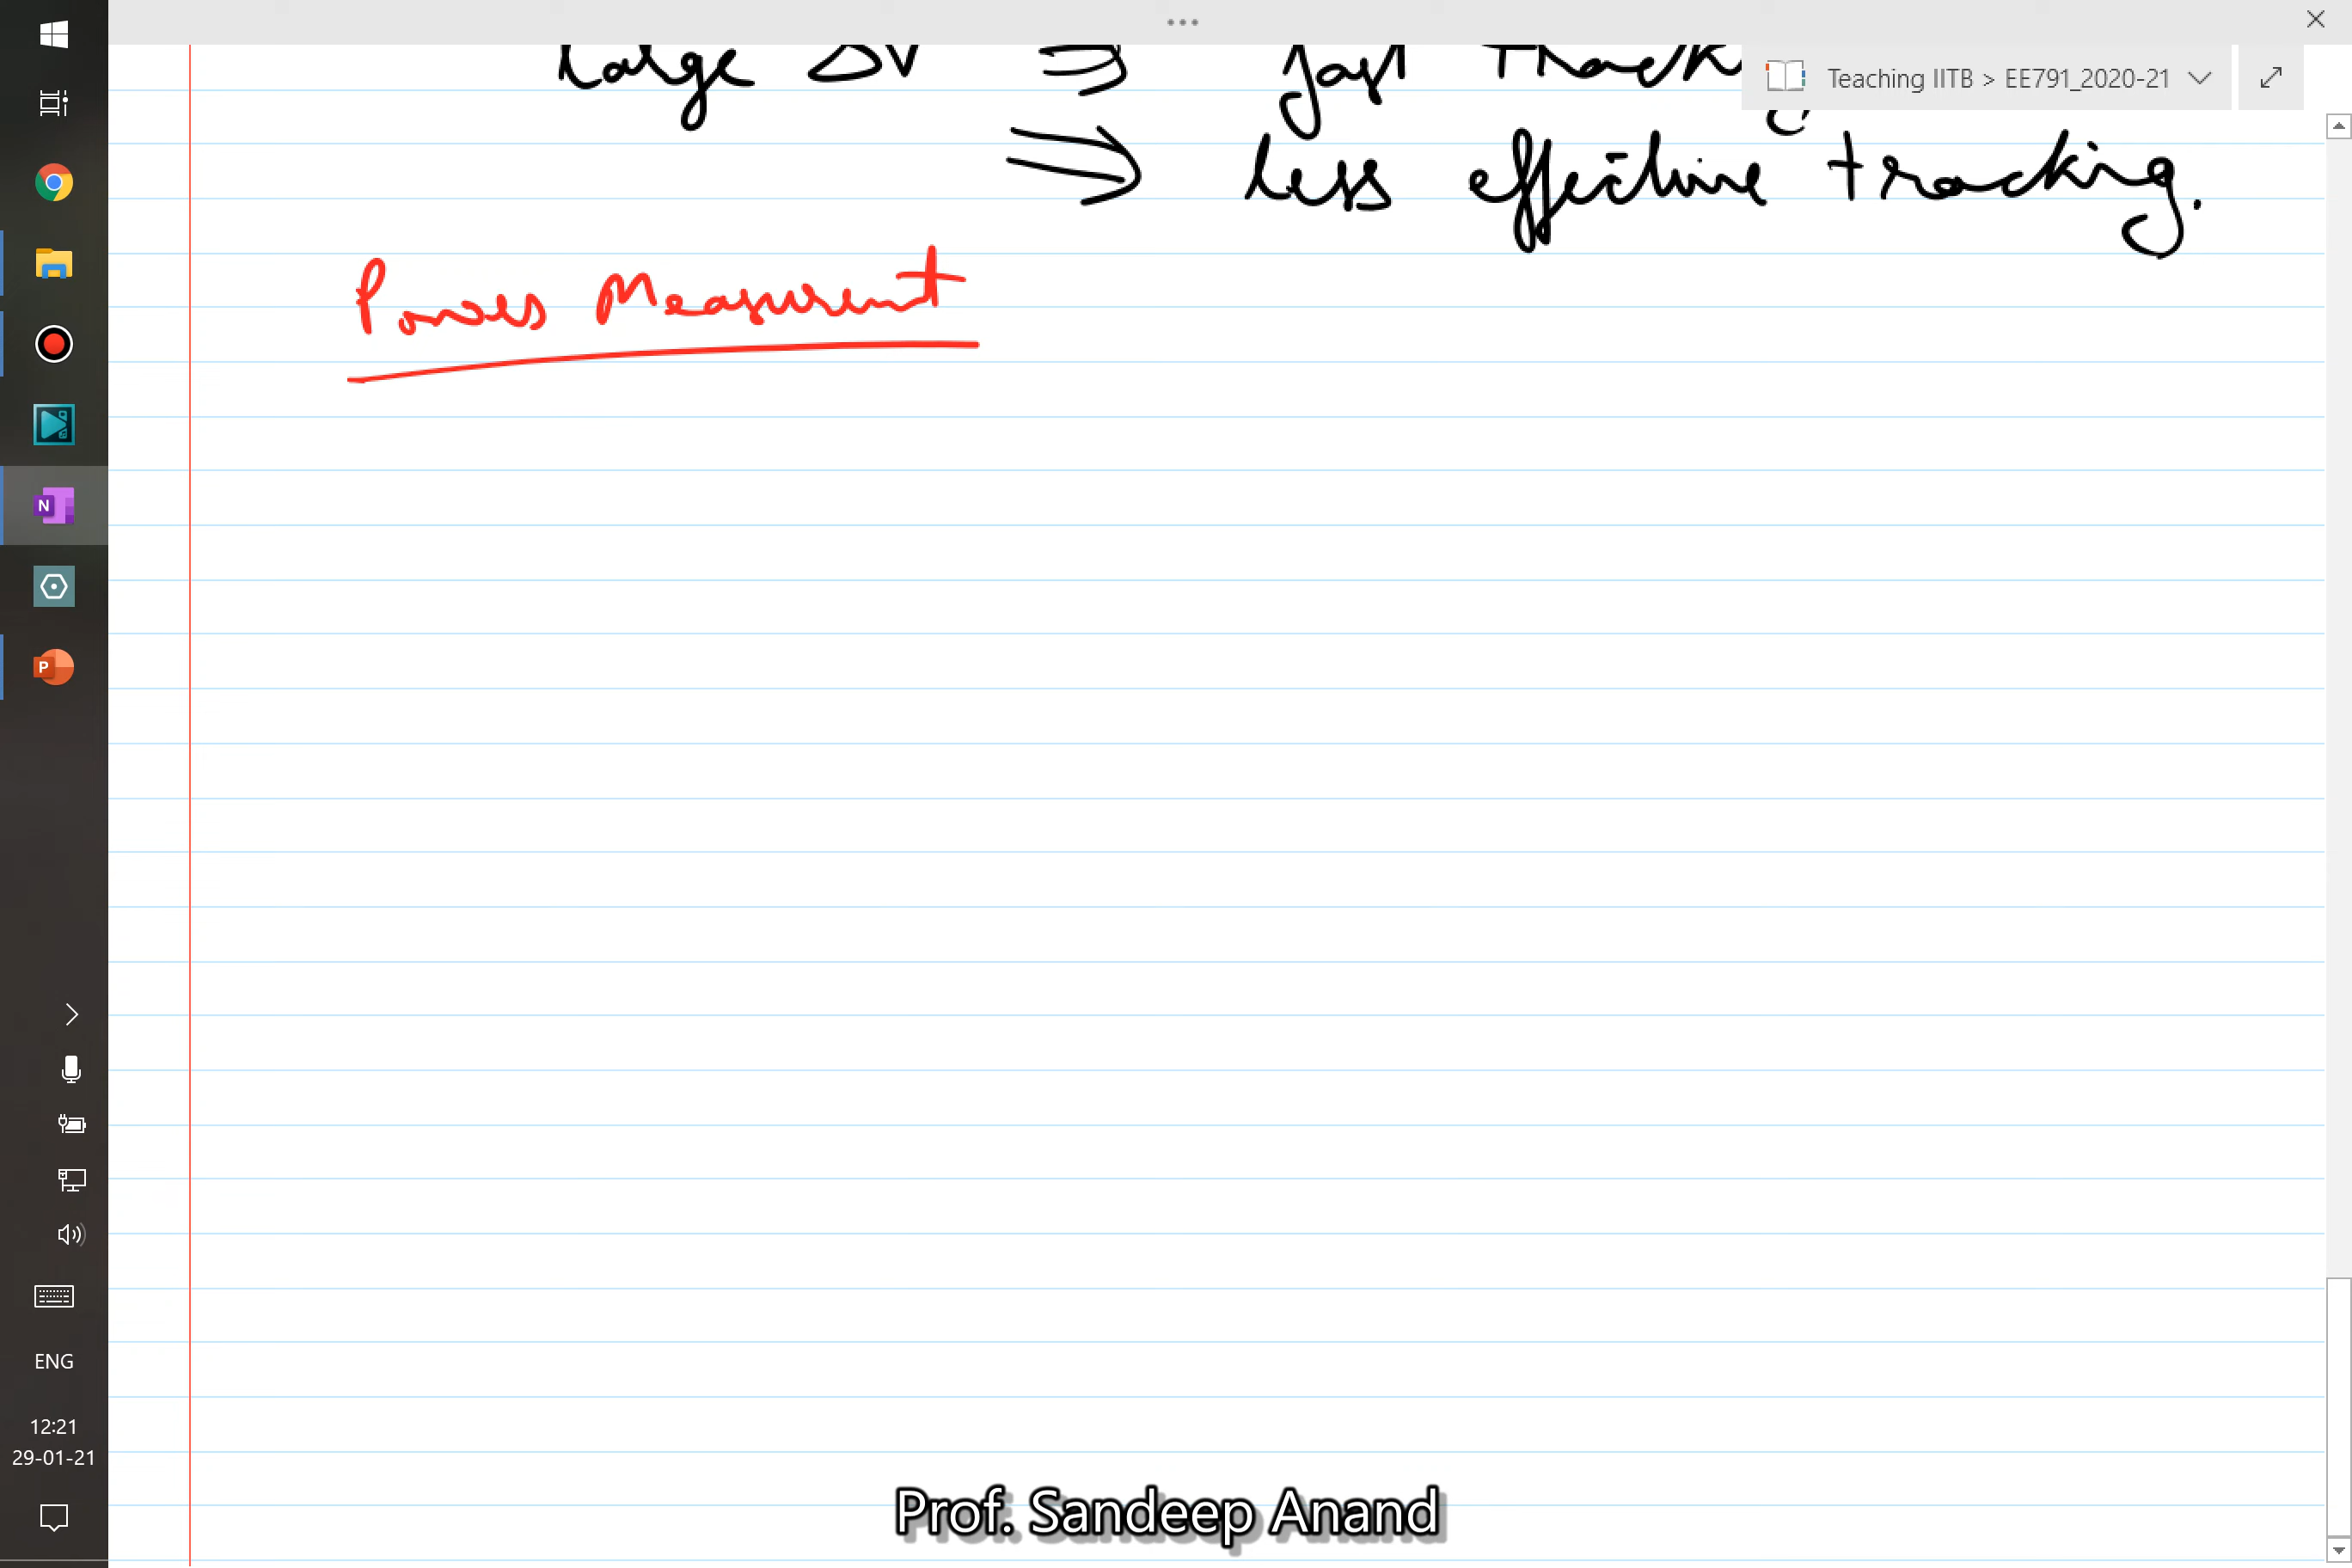 large ΔV ⇒ fast track
Teaching IITB > EE791_2020-21
⇒ less effective tracking.
Power Measurement
N
P
ENG
12:21
29-01-21
Prof. Sandeep Anand